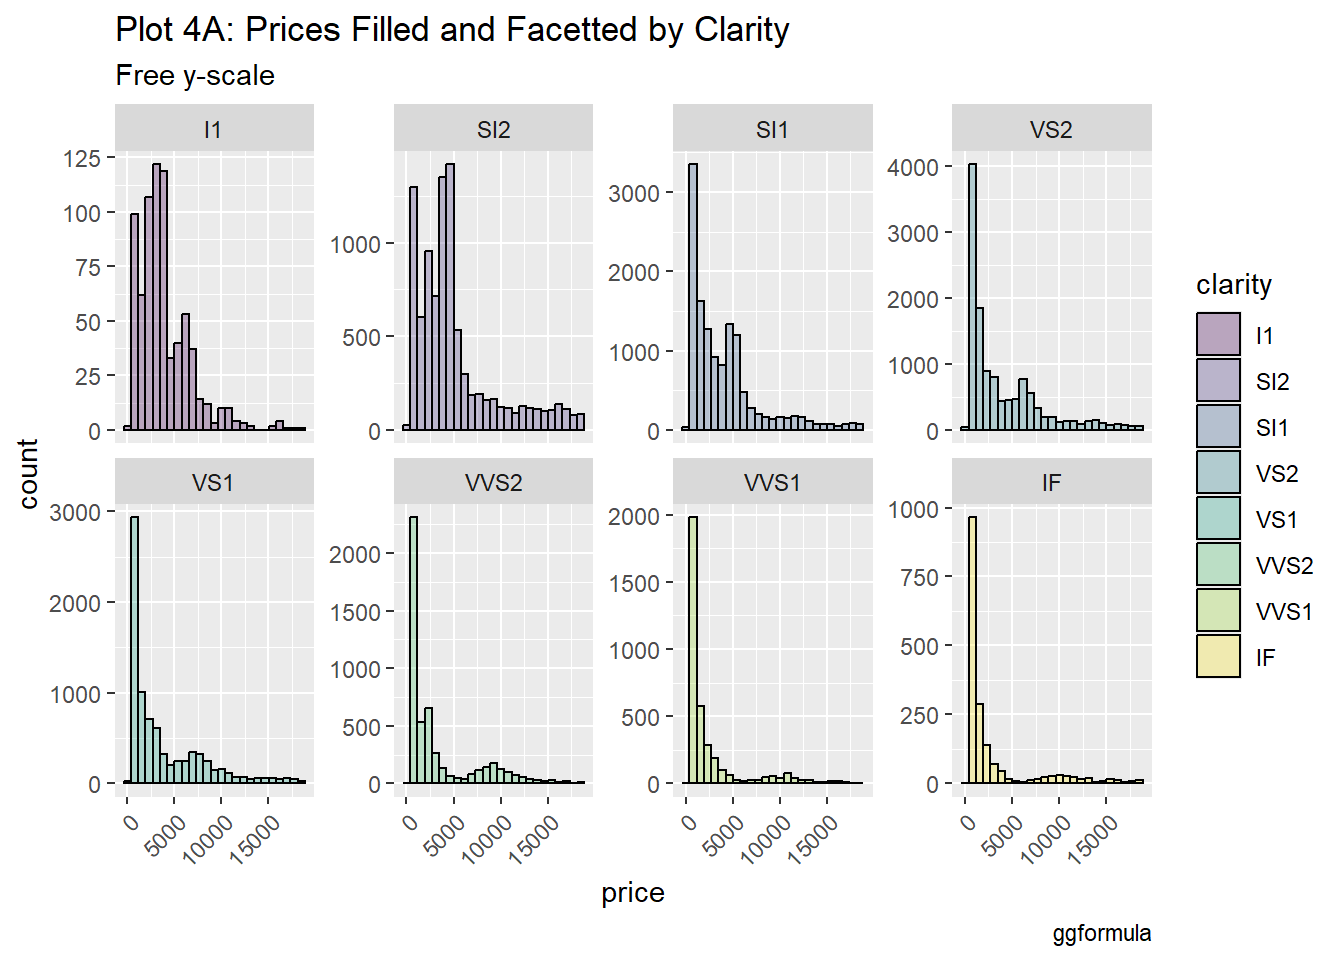 Plot 4A: Prices Filled and Facetted by Clarity
Free y-scale
I1
SI2
SI1
VS2
125
100
75
50
25
0
1000
500
0
3000
2000
1000
0
4000
3000
2000
1000
0
count
VS1
VVS2
VVS1
IF
3000
2000
1000
0
2000
1500
1000
500
0
2000
1500
1000
500
0
1000
750
500
250
0
0 5000 10000 15000
0 5000 10000 15000
0 5000 10000 15000
0 5000 10000 15000
price
clarity
I1
SI2
SI1
VS2
VS1
VVS2
VVS1
IF
ggformula